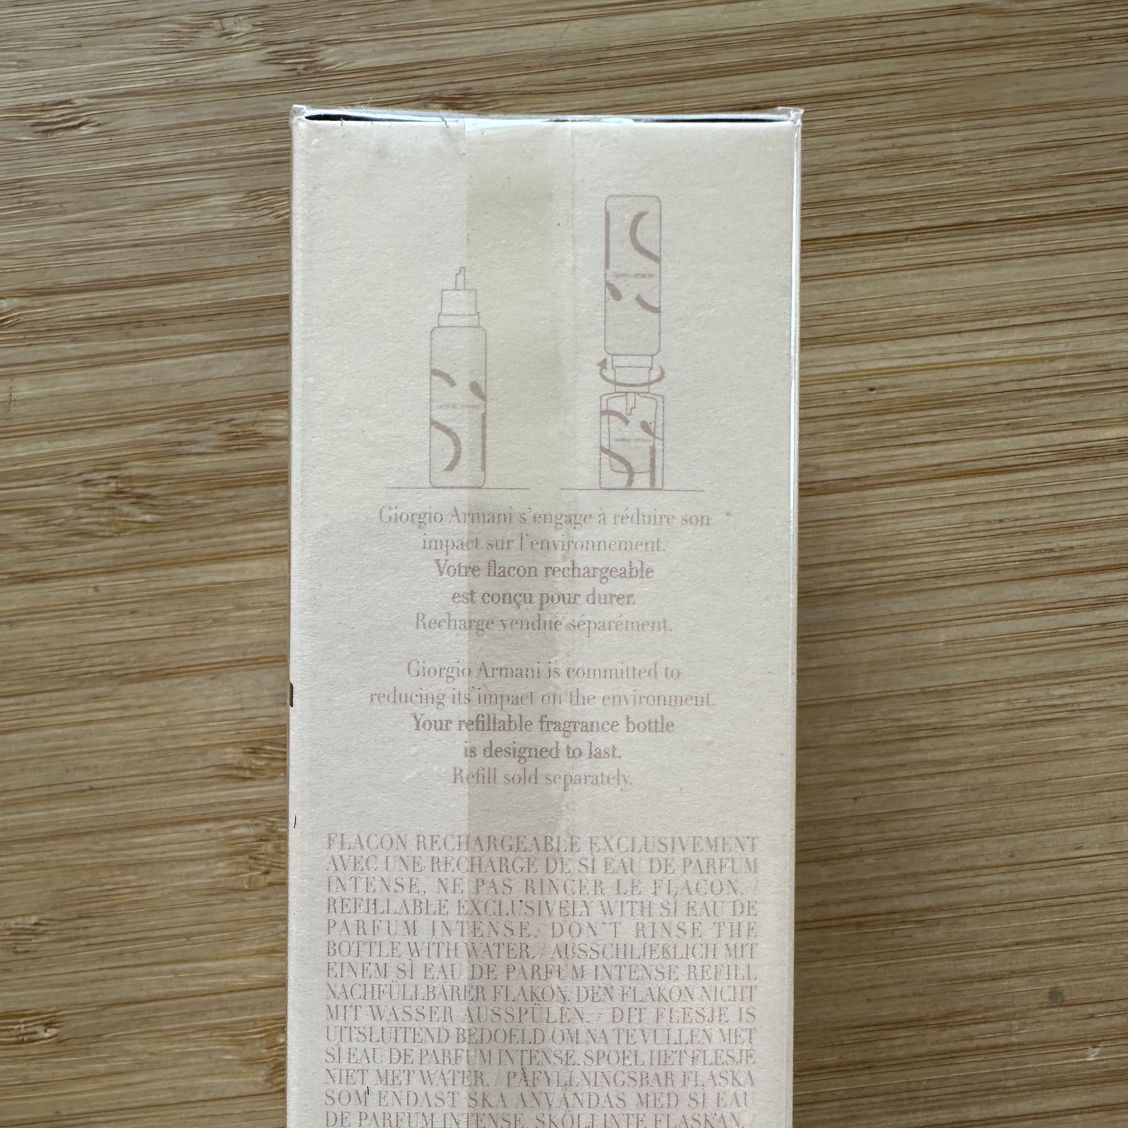 Sì
Sì
Giorgio Armani s'engage à réduire son
impact sur l'environnement.
Votre flacon rechargeable
est conçu pour durer.
Recharge vendue séparément.
Giorgio Armani is committed to
reducing its impact on the environment.
Your refillable fragrance bottle
is designed to last.
Refill sold separately.
FLACON RECHARGEABLE EXCLUSIVEMENT
AVEC UNE RECHARGE DE SÌ EAU DE PARFUM
INTENSE, NE PAS RINCER LE FLACON. /
REFILLABLE EXCLUSIVELY WITH SÌ EAU DE
PARFUM INTENSE. DON'T RINSE THE
BOTTLE WITH WATER. / AUSSCHLIEßLICH MIT
EINEM SÌ EAU DE PARFUM INTENSE REFILL
NACHFÜLLBARER FLAKON. DEN FLAKON NICHT
MIT WASSER AUSSPÜLEN. / DIT FLESJE IS
UITSLUITEND BEDOELD OM NA TE VULLEN MET
SÌ EAU DE PARFUM INTENSE. SPOEL HET FLESJE
NIET MET WATER. / PÅFYLLNINGSBAR FLASKA
SOM ENDAST SKA ANVÄNDAS MED SÌ EAU
DE PARFUM INTENSE. SKÖLJ INTE FLASKAN.